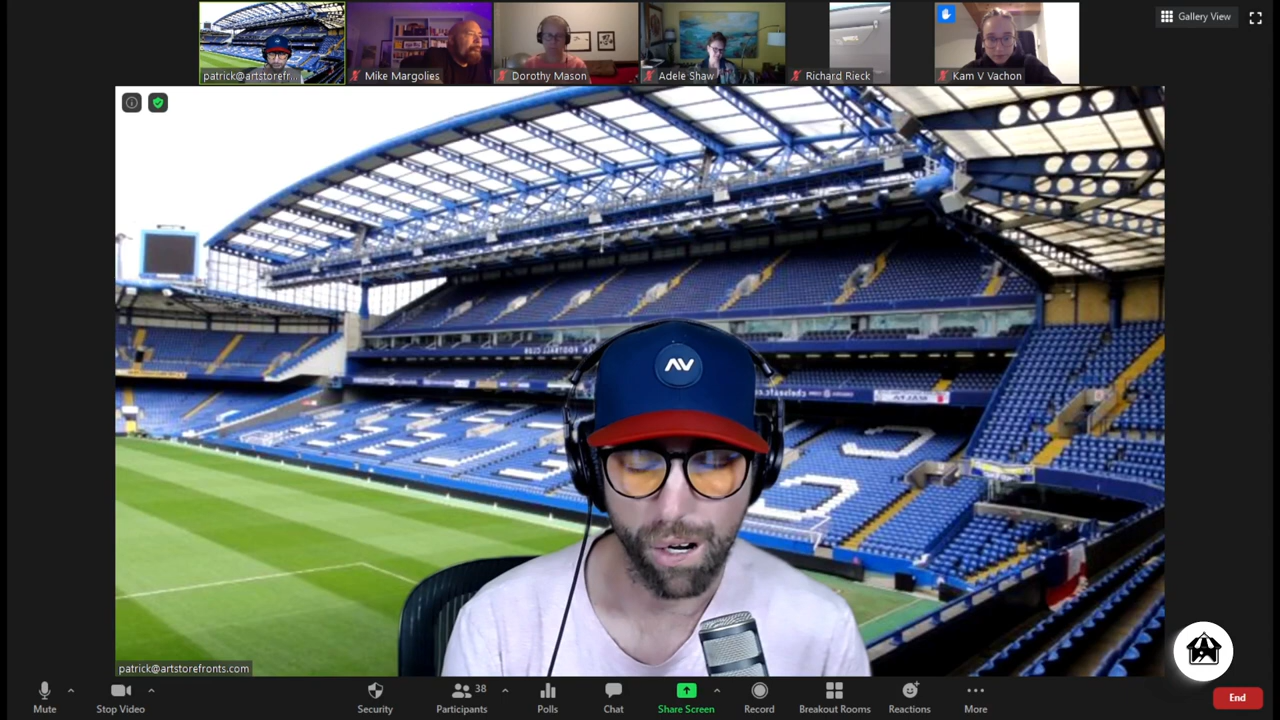 patrick@artstorefr...
Mike Margolies
Dorothy Mason
Adele Shaw
Richard Rieck
Kam V Vachon
Gallery View
AV
patrick@artstorefronts.com
Mute
Stop Video
Security
Participants
38
Polls
Chat
Share Screen
Record
Breakout Rooms
Reactions
More
End